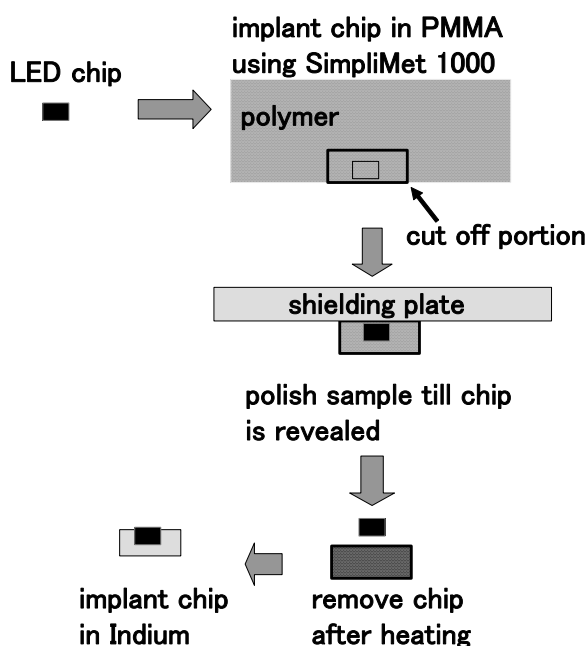 implant chip in PMMA
using SimpliMet 1000
LED chip
polymer
cut off portion
shielding plate
polish sample till chip
is revealed
implant chip
in Indium
remove chip
after heating